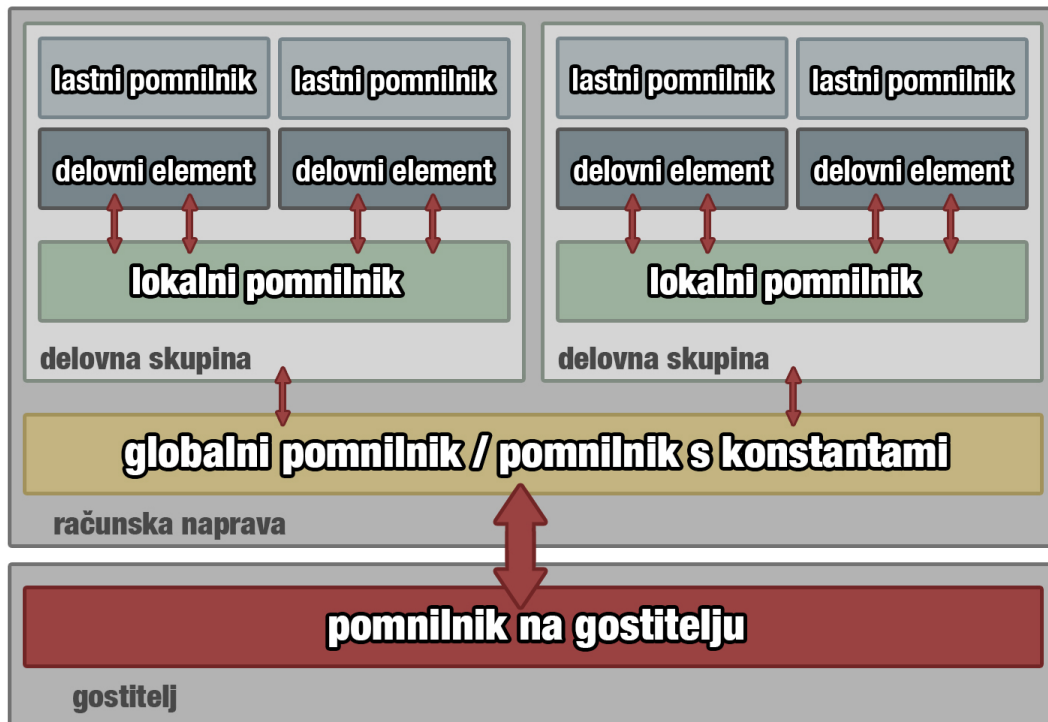 lastni pomnilnik lastni pomnilnik lastni pomnilnik lastni pomnilnik
delovni element delovni element delovni element delovni element
lokalni pomnilnik lokalni pomnilnik
delovna skupina delovna skupina
globalni pomnilnik / pomnilnik s konstantami
računska naprava
pomnilnik na gostitelju
gostitelj